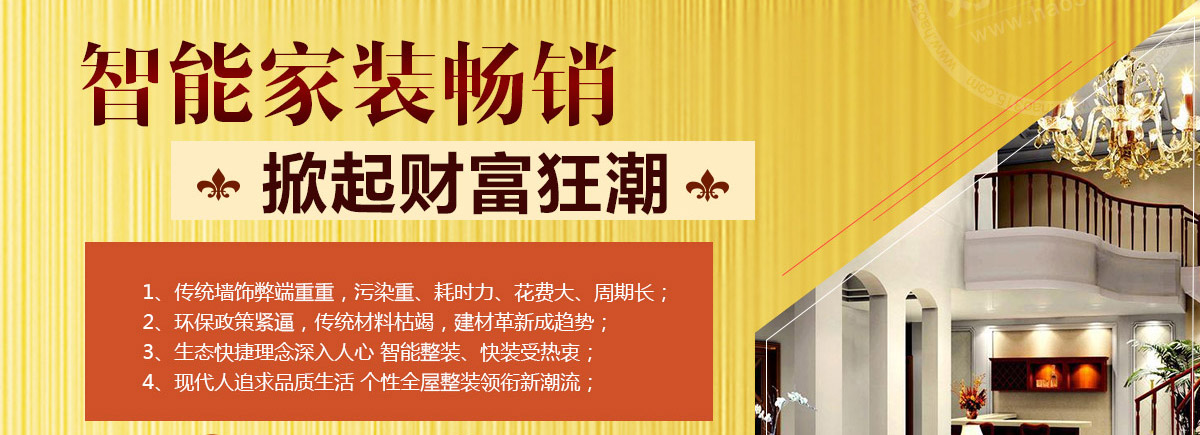 智能家装畅销
掀起财富狂潮
1、传统墙饰弊端重重，污染重、耗时力、花费大、周期长；
2、环保政策紧逼，传统材料枯竭，建材革新成趋势；
3、生态快捷理念深入人心 智能整装、快装受热衷；
4、现代人追求品质生活 个性全屋整装领衔新潮流；